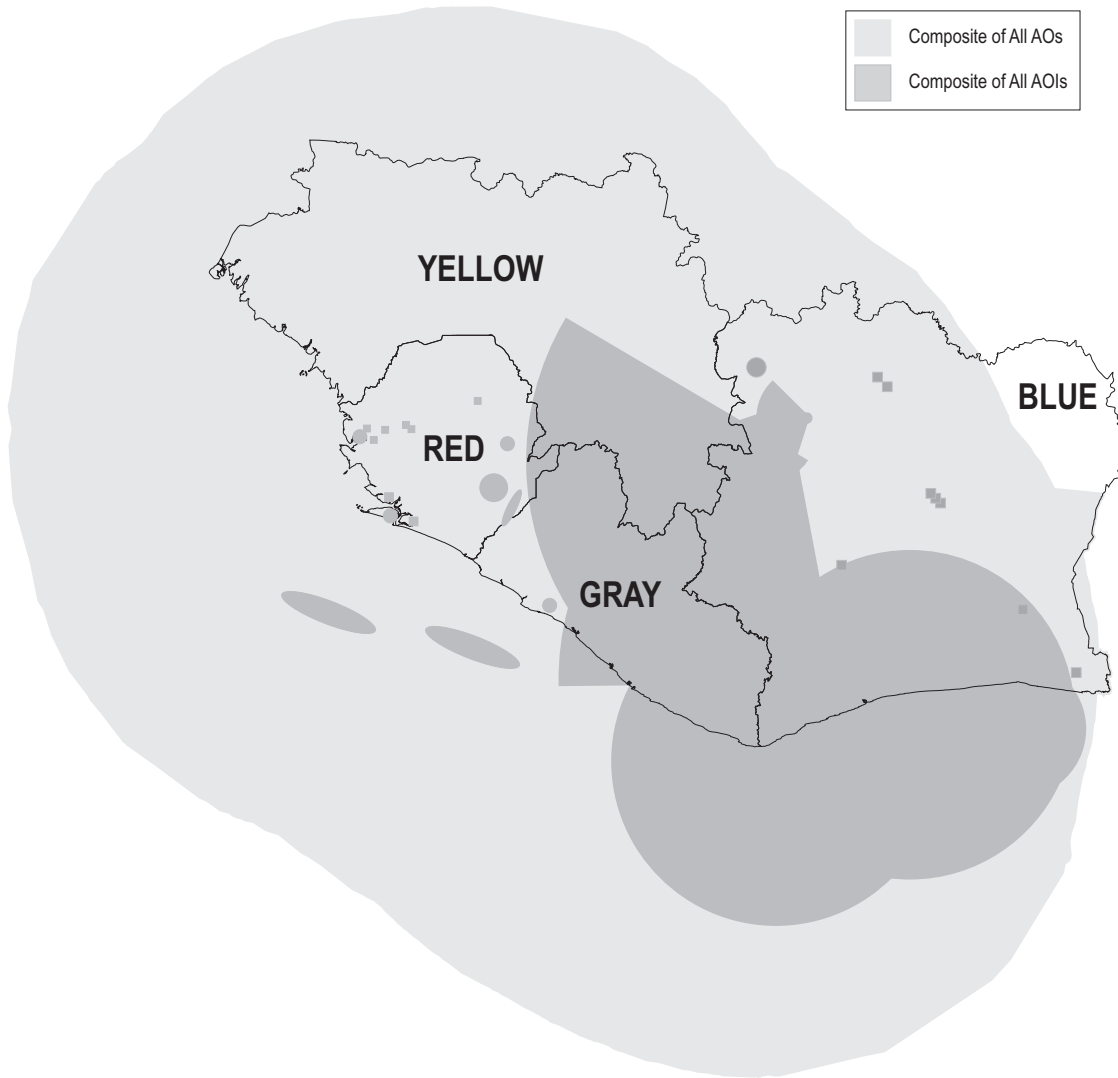 Composite of All AOs
Composite of All AOIs
YELLOW
BLUE
RED
GRAY